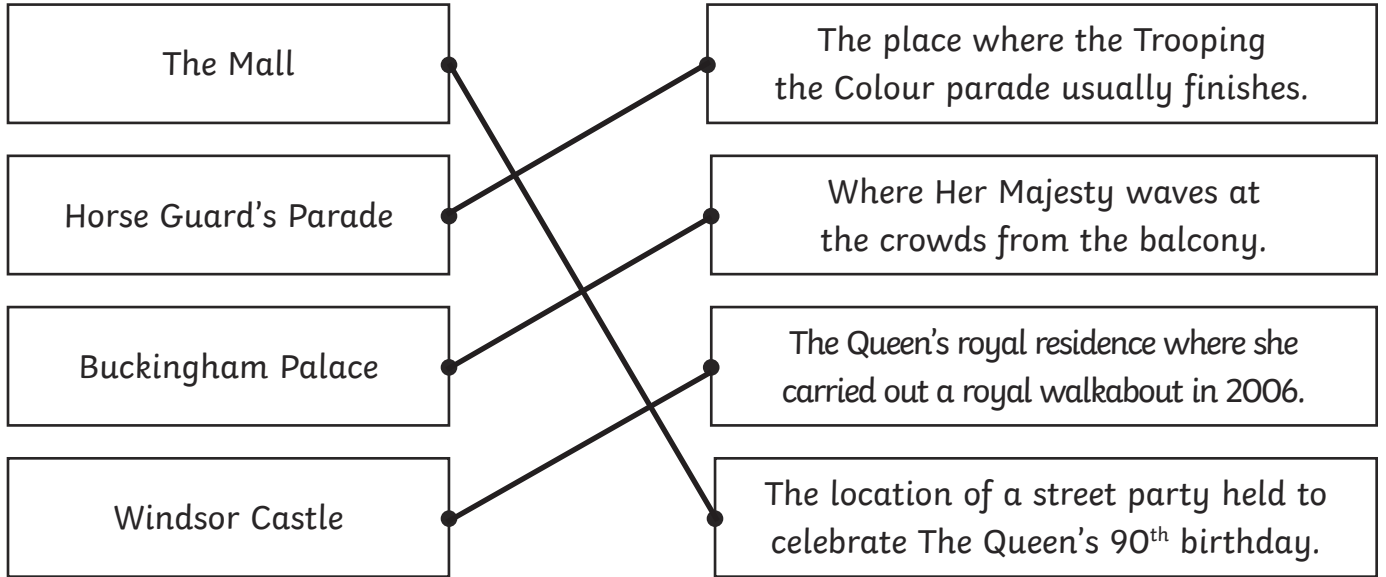 The Mall
The place where the Trooping
the Colour parade usually finishes.
Horse Guard's Parade
Where Her Majesty waves at
the crowds from the balcony.
Buckingham Palace
The Queen's royal residence where she
carried out a royal walkabout in 2006.
Windsor Castle
The location of a street party held to
celebrate The Queen's 90th birthday.